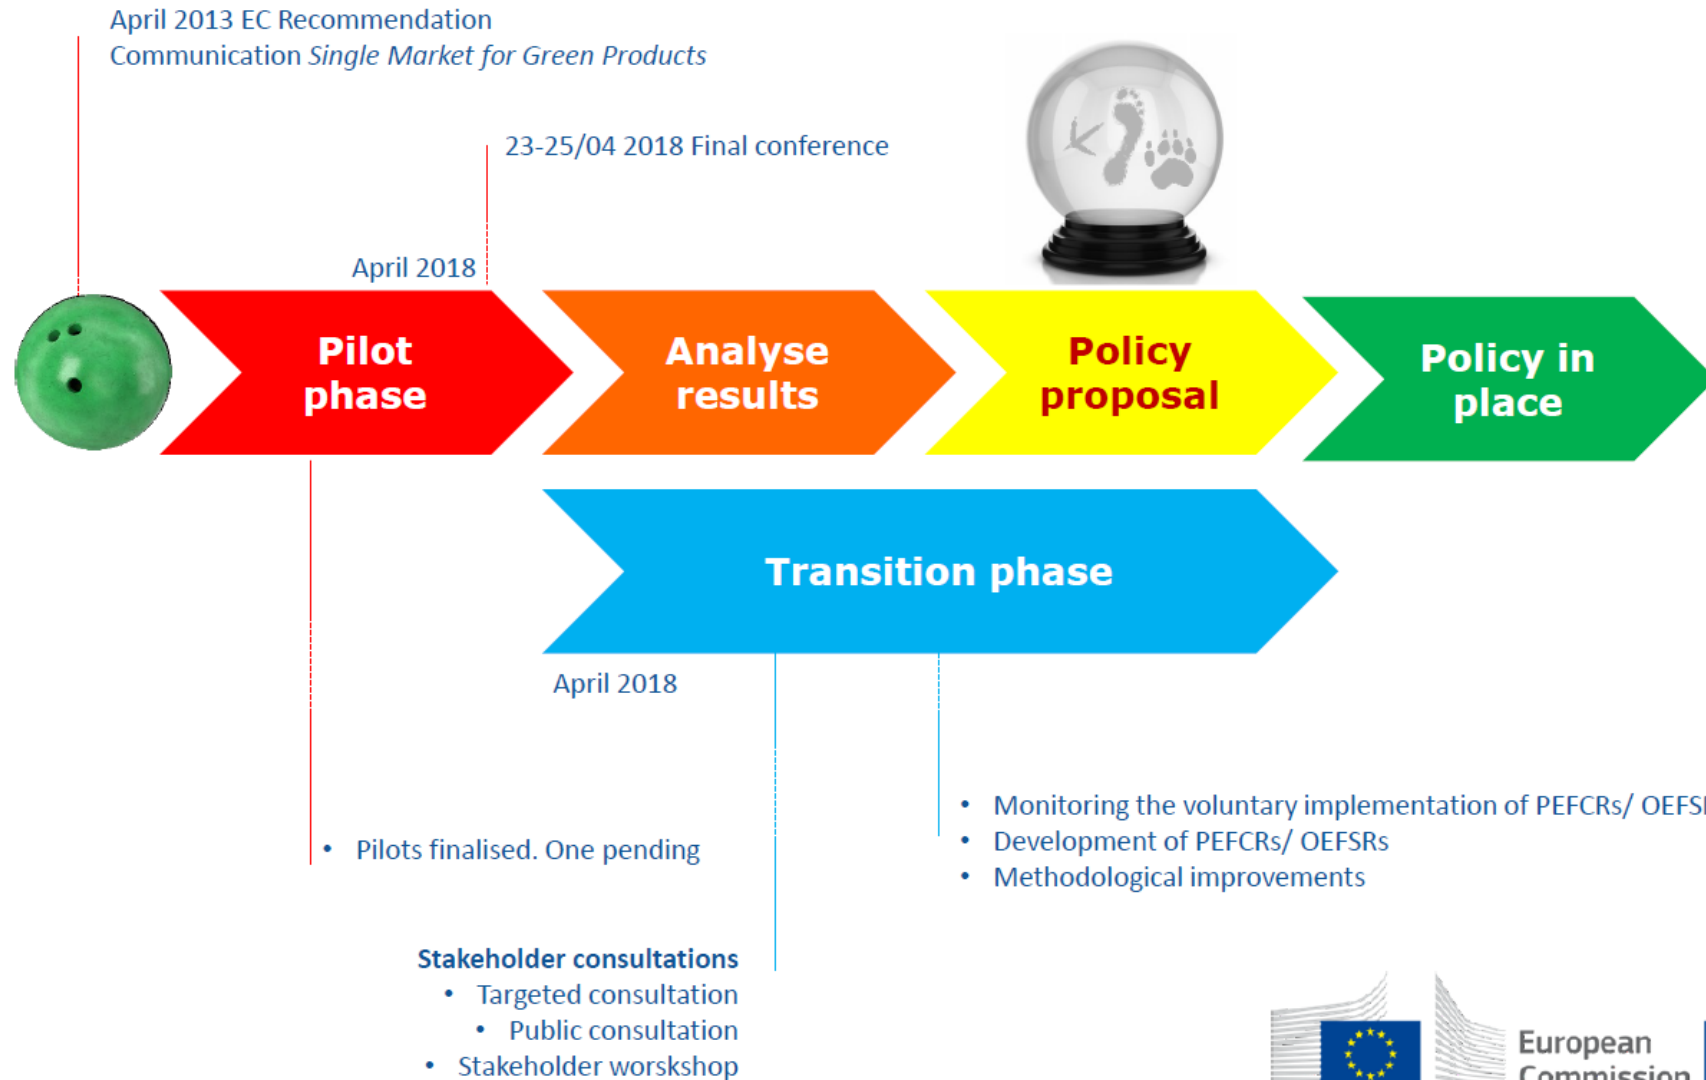 April 2013 EC Recommendation
Communication Single Market for Green Products
23-25/04 2018 Final conference
April 2018
Pilot
phase
Analyse
results
Policy
proposal
Policy in
place
Transition phase
April 2018
• Monitoring the voluntary implementation of PEFCRs/
• Development of PEFCRs/ OEFSRs
• Methodological improvements
• Pilots finalised. One pending
Stakeholder consultations
• Targeted consultation
• Public consultation
• Stakeholder worskshop
European
Commission